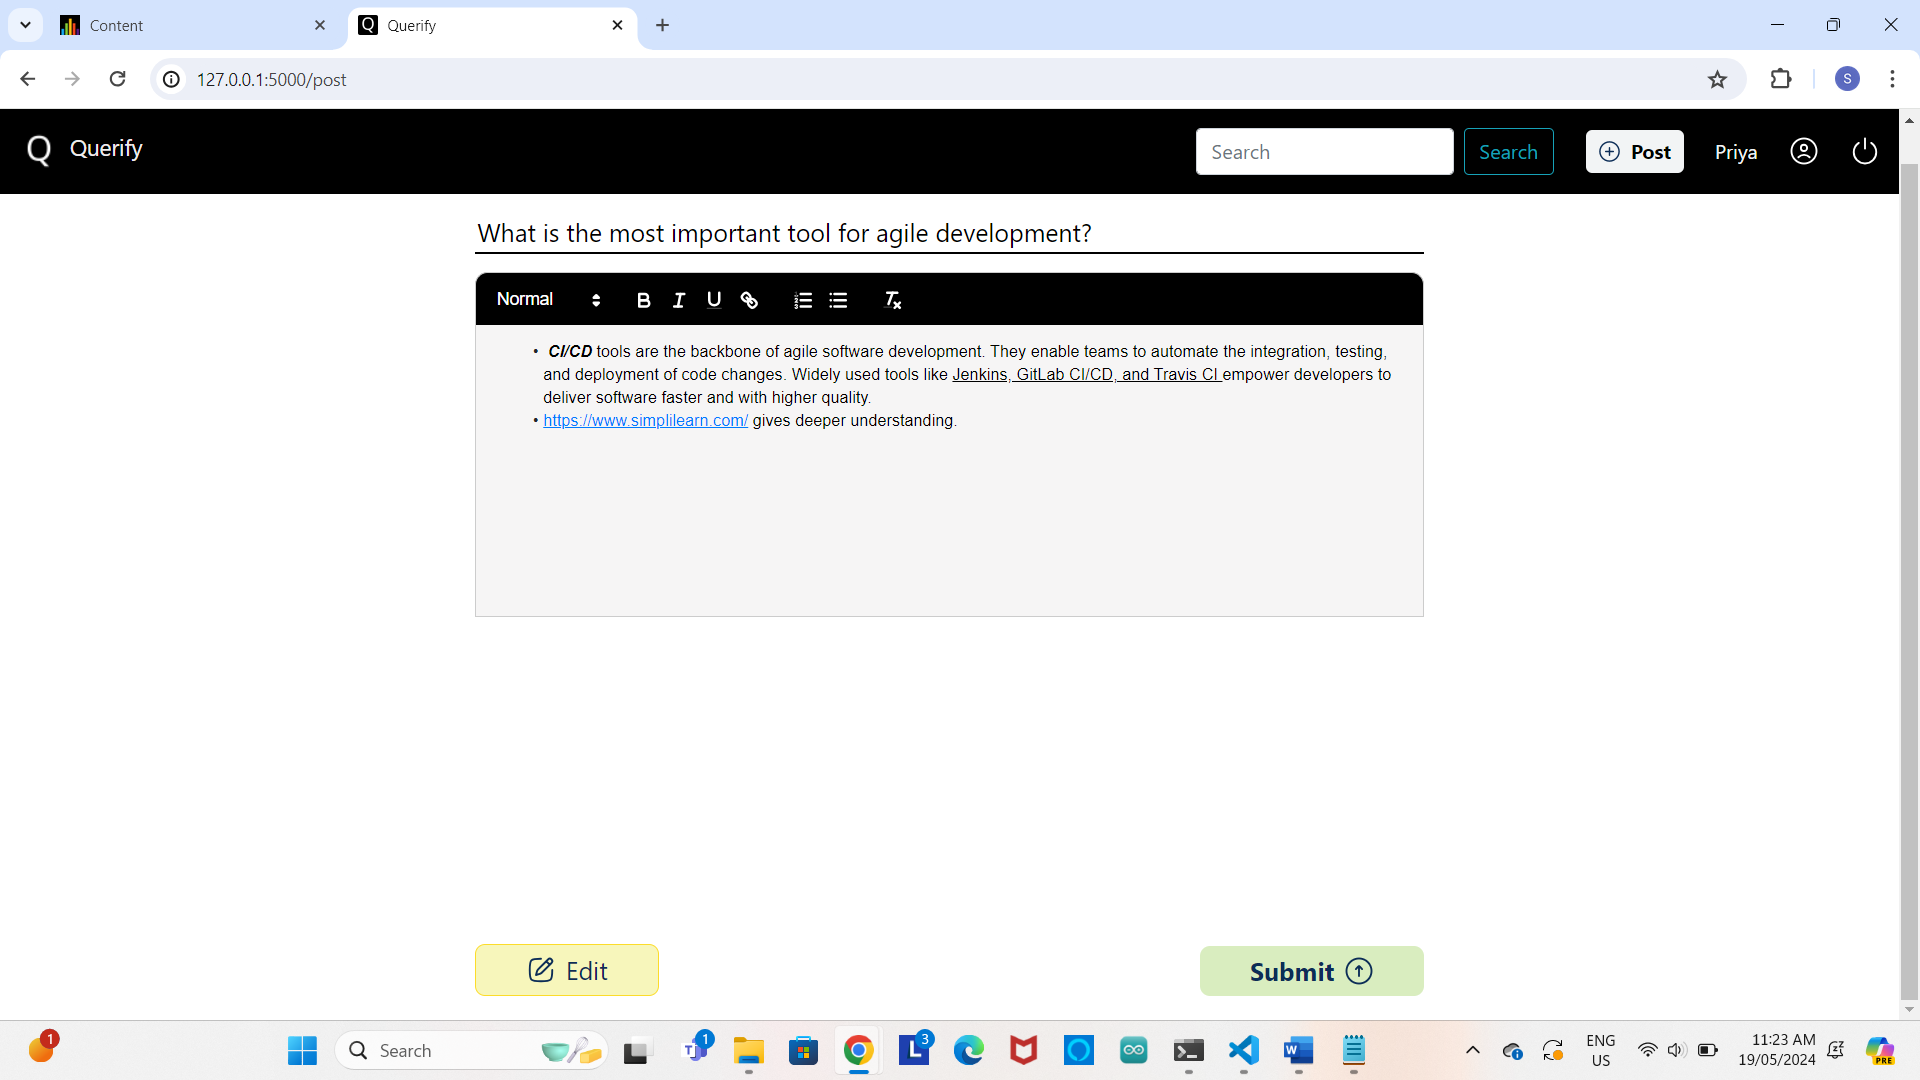 Content
Q Querify
127.0.0.1:5000/post
S
Q Querify
Search
Search
Post
Priya
What is the most important tool for agile development?
Normal B I U
• CI/CD tools are the backbone of agile software development. They enable teams to automate the integration, testing,
and deployment of code changes. Widely used tools like Jenkins, GitLab CI/CD, and Travis CI empower developers to
deliver software faster and with higher quality.
• https://www.simplilearn.com/ gives deeper understanding.
Edit
Submit
1
Search
1
3
ENG
US
11:23 AM
19/05/2024
PRE